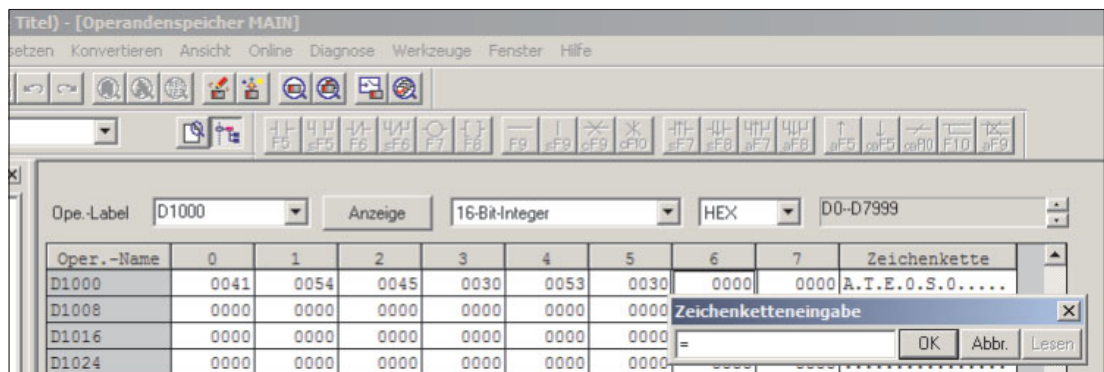 Titel) - [Operandenspeicher MAIN]
setzen Konvertieren Ansicht Online Diagnose Werkzeuge Fenster Hilfe
F5 sF5 F6 sF6 F7 F8 F9 sF9 cF9 cF10 sF7 sF8 aF7 aF8 aF5 caF5 caF10 F10 aF9
Ope.-Label D1000 Anzeige 16-Bit-Integer HEX D0--D7999
Oper.-Name 0 1 2 3 4 5 6 7 Zeichenkette
D1000 0041 0054 0045 0030 0053 0030 0000 0000 A.T.E.0.S.0.....
D1008 0000 0000 0000 0000 0000 0000
Zeichenketteneingabe
D1016 0000 0000 0000 0000 0000 0000
= OK Abbr. Lesen
D1024 0000 0000 0000 0000 0000 0000